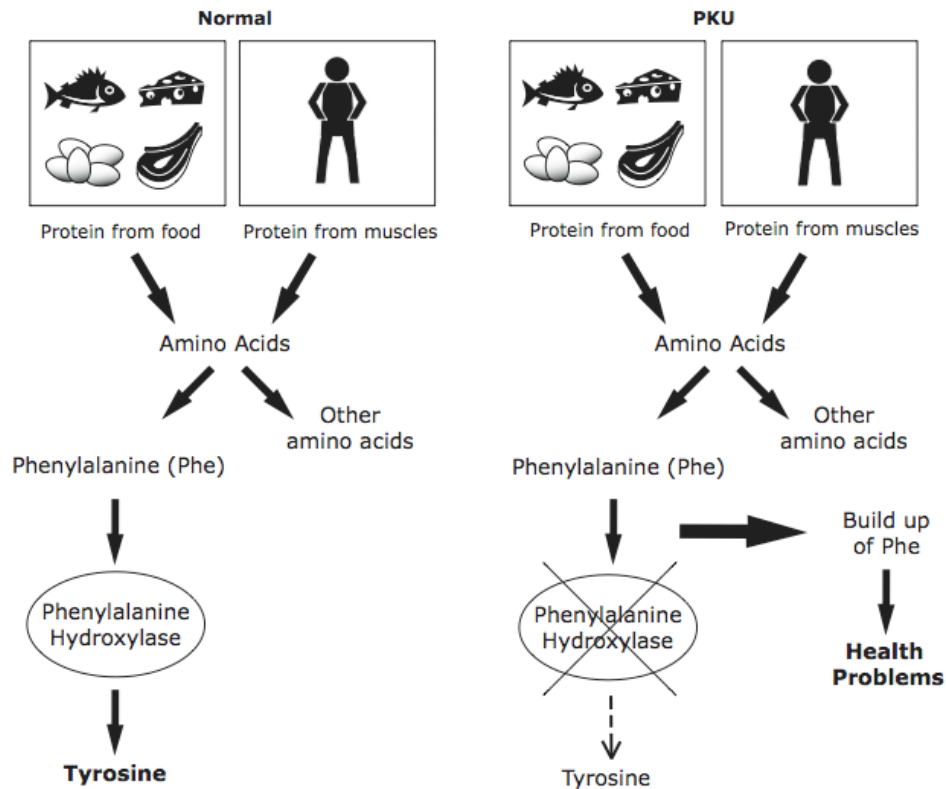 Normal
Protein from food
Protein from muscles
Amino Acids
Other
amino acids
Phenylalanine (Phe)
Phenylalanine
Hydroxylase
Tyrosine
PKU
Protein from food
Protein from muscles
Amino Acids
Other
amino acids
Phenylalanine (Phe)
Build up
of Phe
Phenylalanine
Hydroxylase
Health
Problems
Tyrosine